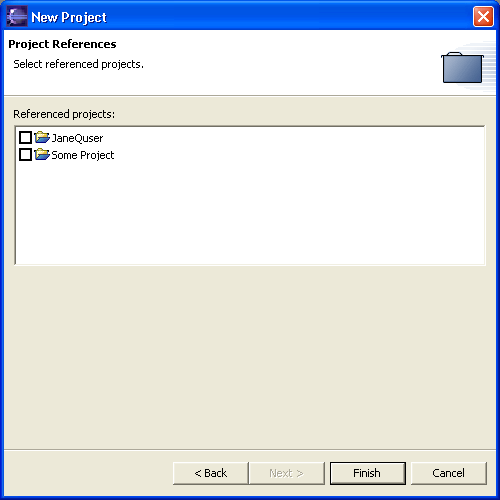 New Project
Project References
Select referenced projects.
Referenced projects:
JaneQuser
Some Project
< Back Next > Finish Cancel